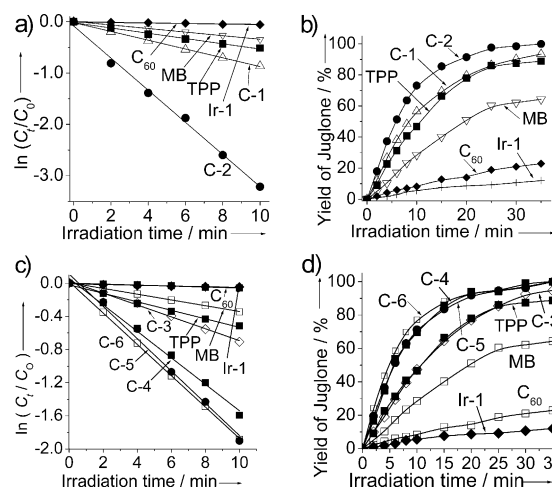 a)
ln (Ct/C0)
0.0
-1.0
-2.0
-3.0
C60
MB
TPP
Ir-1
C-1
C-2
0 2 4 6 8 10
Irradiation time / min
b)
Yield of Juglone / %
100
80
60
40
20
0
C-2
C-1
TPP
MB
C60
Ir-1
0 10 20 30
Irradiation time / min
c)
ln (Ct / C0)
0.0
-0.4
-0.8
-1.2
-1.6
-2.0
C60
C-3
TPP
MB
Ir-1
C-6
C-5
C-4
0 2 4 6 8 10
Irradiation time / min
d)
Yield of Juglone / %
100
80
60
40
20
0
C-6
C-4
C-5
TPP
C-3
MB
C60
Ir-1
0 5 10 15 20 25 30 35
Irradiation time / min